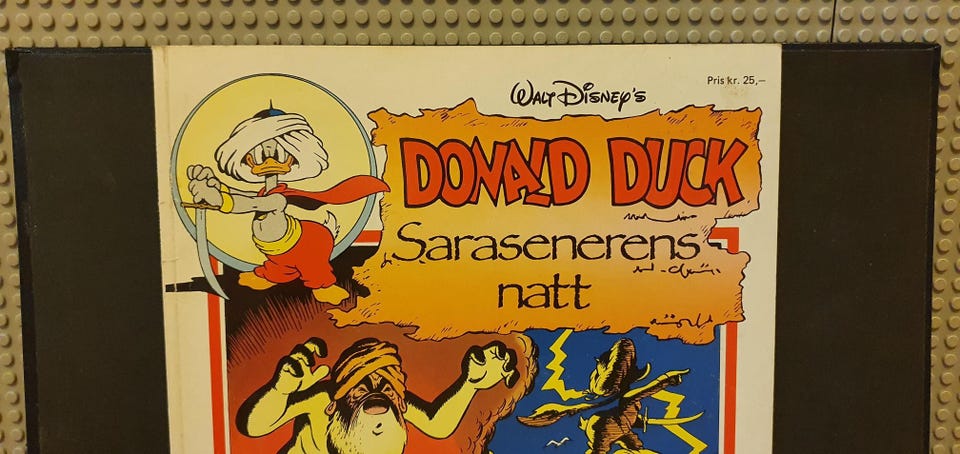 Pris kr. 25,–
WALT DISNEY'S
DONALD DUCK
Sarasenerens
natt